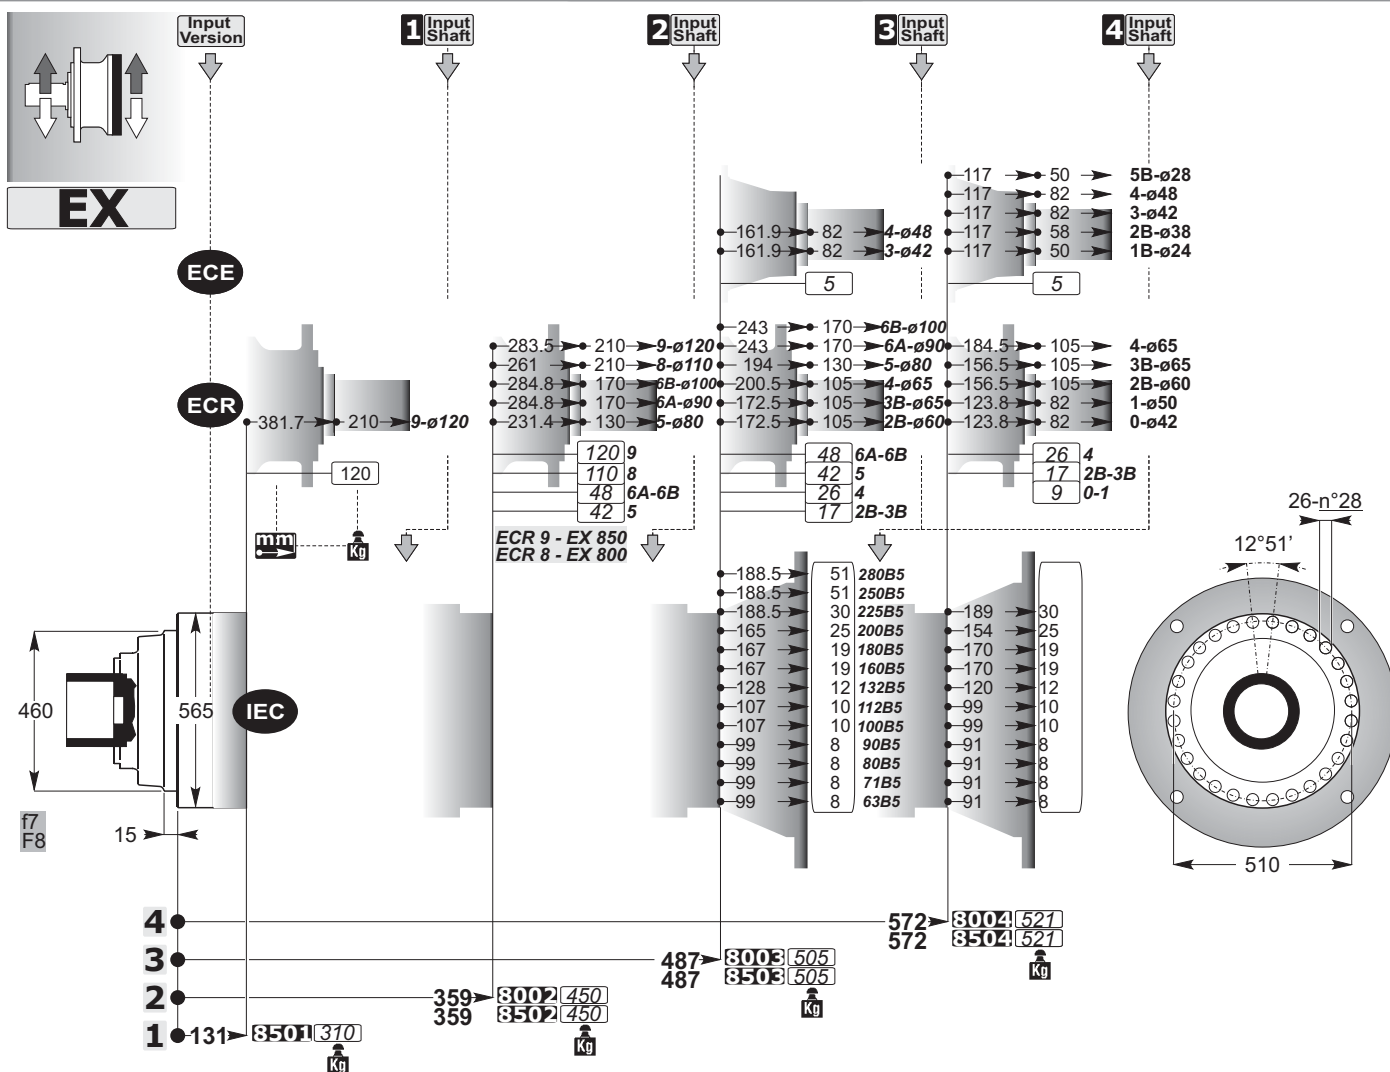 Input Version
1 Input Shaft
2 Input Shaft
3 Input Shaft
4 Input Shaft
EX
ECE
161.9 82 4-ø48
161.9 82 3-ø42
5
117 50 5B-ø28
117 82 4-ø48
117 82 3-ø42
117 58 2B-ø38
117 50 1B-ø24
5
ECR
381.7 210 9-ø120
120
mm
Kg
283.5 210 9-ø120
261 210 8-ø110
284.8 170 6B-ø100
284.8 170 6A-ø90
231.4 130 5-ø80
120 9
110 8
48 6A-6B
42 5
ECR 9 - EX 850
ECR 8 - EX 800
243 170 6B-ø100
243 170 6A-ø90
194 130 5-ø80
200.5 105 4-ø65
172.5 105 3B-ø65
172.5 105 2B-ø60
48 6A-6B
42 5
26 4
17 2B-3B
184.5 105 4-ø65
156.5 105 3B-ø65
156.5 105 2B-ø60
123.8 82 1-ø50
123.8 82 0-ø42
26 4
17 2B-3B
9 0-1
IEC
460
565
15
f7
F8
188.5 51 280B5
188.5 51 250B5
188.5 30 225B5 189 30
165 25 200B5 154 25
167 19 180B5 170 19
167 19 160B5 170 19
128 12 132B5 120 12
107 10 112B5 99 10
107 10 100B5 99 10
99 8 90B5 91 8
99 8 80B5 91 8
99 8 71B5 91 8
99 8 63B5 91 8
26-n°28
12°51’
510
4 572 8004 521
572 8504 521
Kg
3 487 8003 505
487 8503 505
Kg
2 359 8002 450
359 8502 450
Kg
1 131 8501 310
Kg